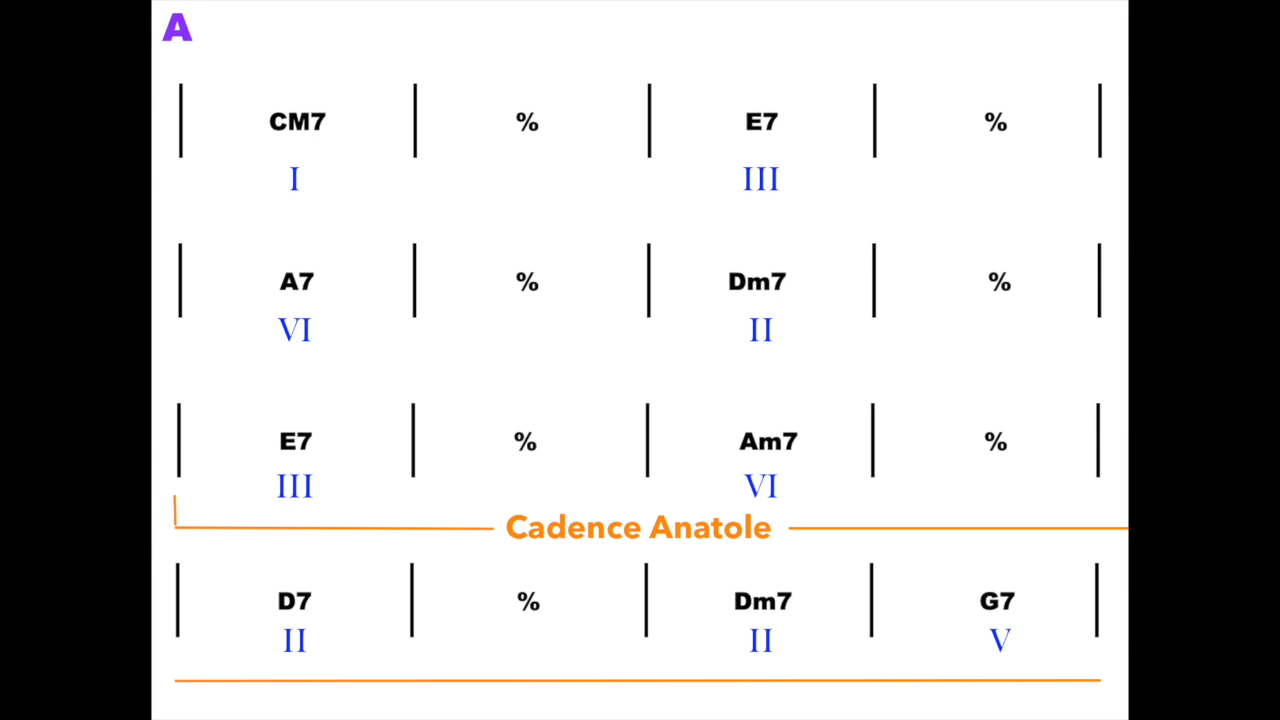 A
CM7 % E7 %
I III
A7 % Dm7 %
VI II
E7 % Am7 %
III VI
Cadence Anatole
D7 % Dm7 G7
II II V